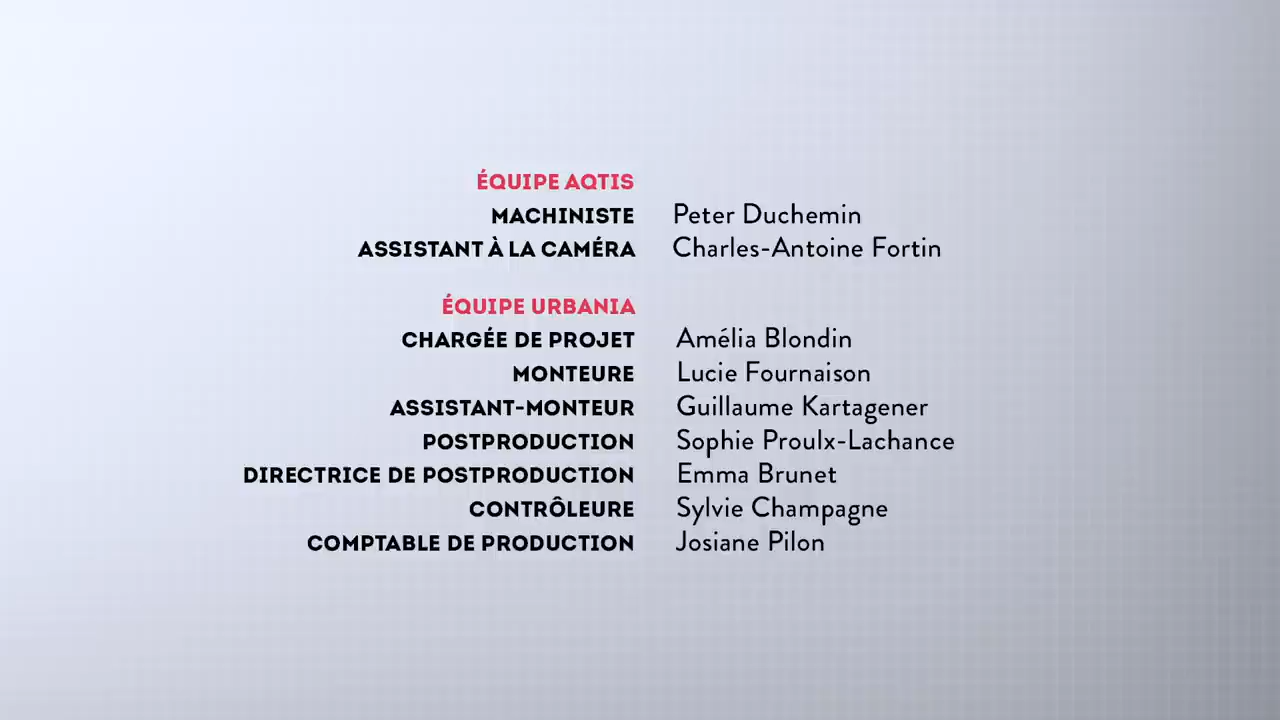 ÉQUIPE AQTIS
MACHINISTE Peter Duchemin
ASSISTANT À LA CAMÉRA Charles-Antoine Fortin
ÉQUIPE URBANIA
CHARGÉE DE PROJET Amélia Blondin
MONTEURE Lucie Fournaison
ASSISTANT-MONTEUR Guillaume Kartagener
POSTPRODUCTION Sophie Proulx-Lachance
DIRECTRICE DE POSTPRODUCTION Emma Brunet
CONTRÔLEURE Sylvie Champagne
COMPTABLE DE PRODUCTION Josiane Pilon